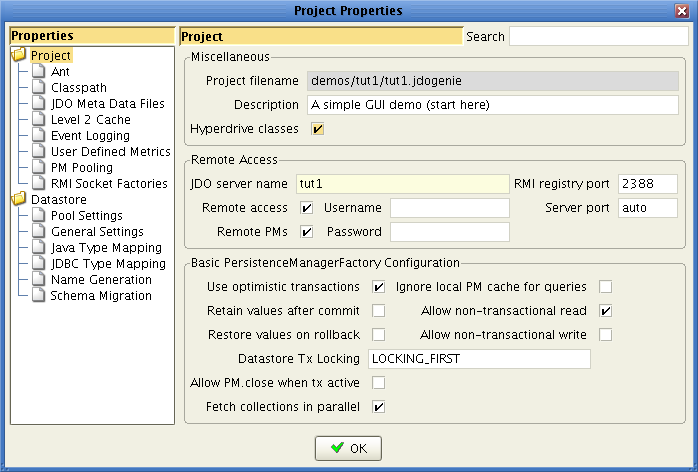 Project Properties
Properties
Project
Ant
Classpath
JDO Meta Data Files
Level 2 Cache
Event Logging
User Defined Metrics
PM Pooling
RMI Socket Factories
Datastore
Pool Settings
General Settings
Java Type Mapping
JDBC Type Mapping
Name Generation
Schema Migration
Project Search
Miscellaneous
Project filename demos/tut1/tut1.jdogenie
Description A simple GUI demo (start here)
Hyperdrive classes
Remote Access
JDO server name tut1 RMI registry port 2388
Remote access Username Server port auto
Remote PMs Password
Basic PersistenceManagerFactory Configuration
Use optimistic transactions Ignore local PM cache for queries
Retain values after commit Allow non-transactional read
Restore values on rollback Allow non-transactional write
Datastore Tx Locking LOCKING_FIRST
Allow PM.close when tx active
Fetch collections in parallel
OK